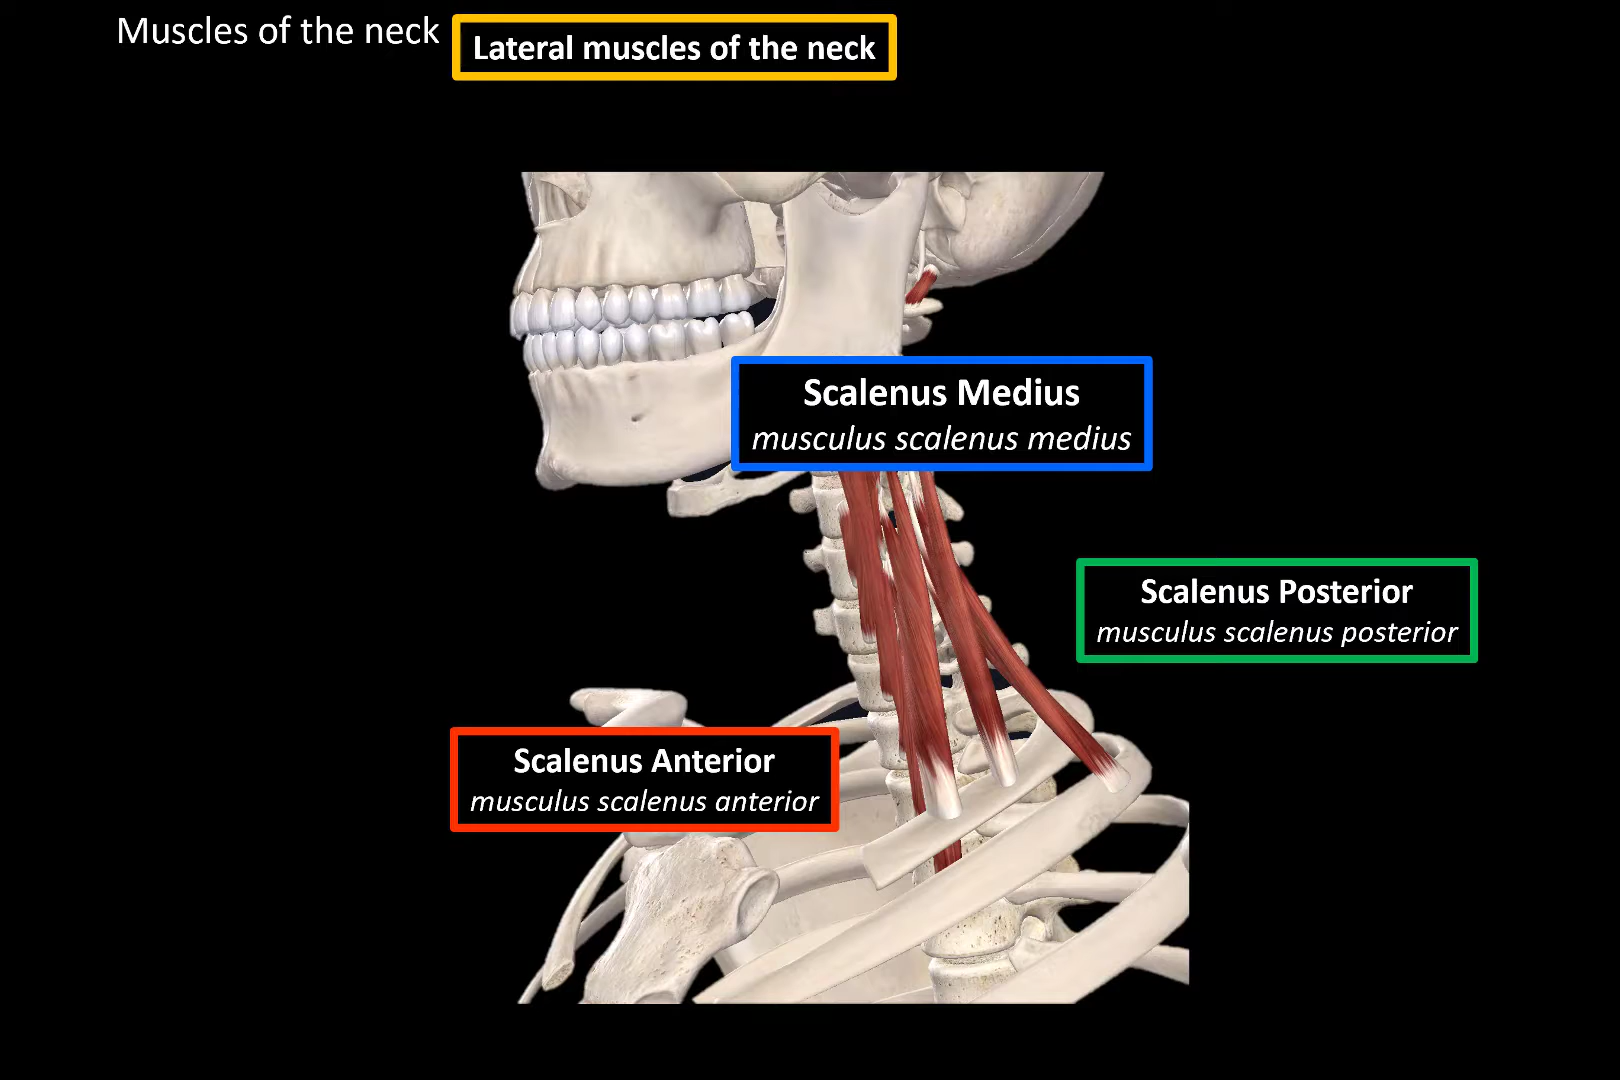 Muscles of the neck
Lateral muscles of the neck
Scalenus Medius
musculus scalenus medius
Scalenus Posterior
musculus scalenus posterior
Scalenus Anterior
musculus scalenus anterior